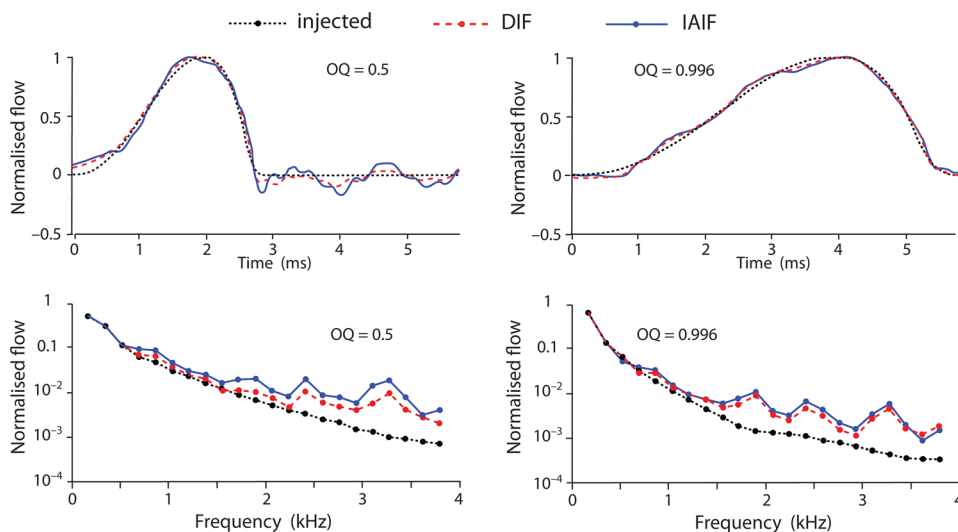 injected DIF IAIF
Normalised flow
1
0.5
0
–0.5
OQ = 0.5
0 1 2 3 4 5
Time (ms)
Normalised flow
1
0.5
0
–0.5
OQ = 0.996
0 1 2 3 4 5
Time (ms)
Normalised flow
1
0.1
10⁻²
10⁻³
10⁻⁴
OQ = 0.5
0 1 2 3 4
Frequency (kHz)
Normalised flow
1
0.1
10⁻²
10⁻³
10⁻⁴
OQ = 0.996
0 1 2 3 4
Frequency (kHz)